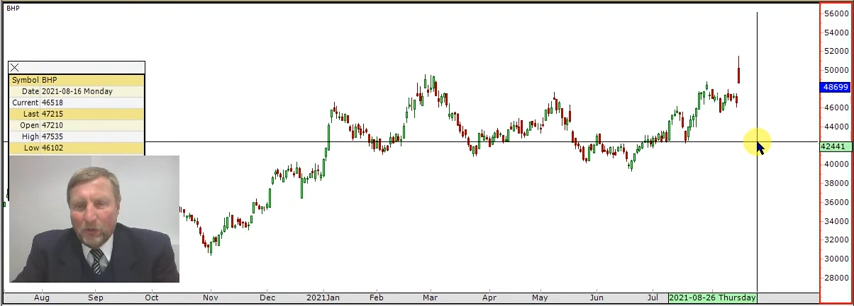 BHP
Symbol BHP
Date 2021-08-16 Monday
Current 46518
Last 47215
Open 47210
High 47535
Low 46102
56000
54000
52000
50000
48699
46000
44000
42441
40000
38000
36000
34000
32000
30000
28000
Aug Sep Oct Nov Dec 2021Jan Feb Mar Apr May Jun Jul 2021-08-26 Thursday